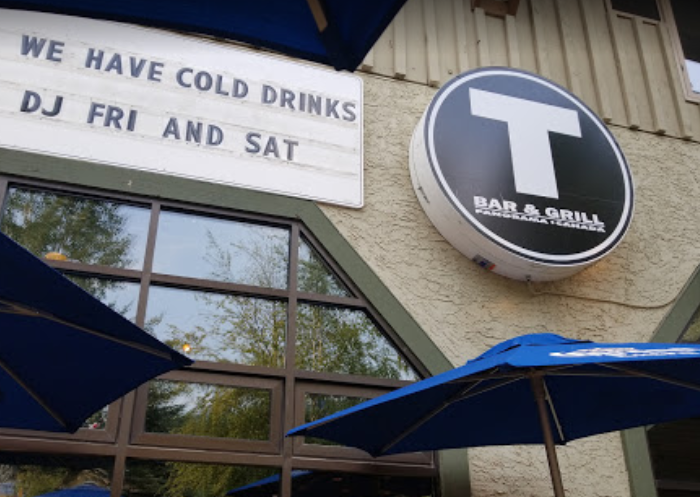 WE HAVE COLD DRINKS
DJ FRI AND SAT
T
BAR & GRILL
PANORAMA • CANADA